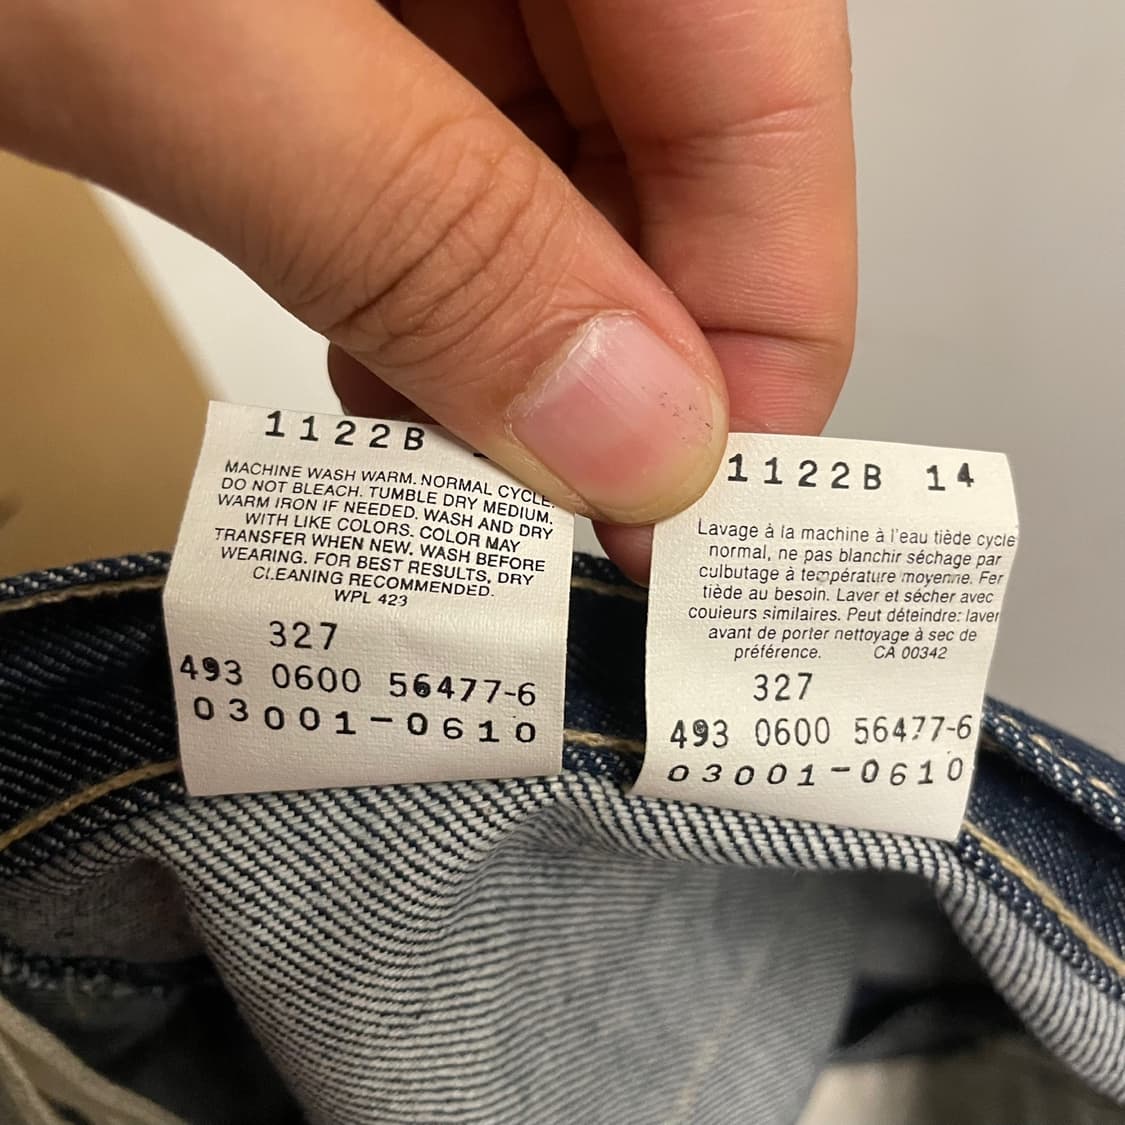 1122B
MACHINE WASH WARM. NORMAL CYCLE.
DO NOT BLEACH. TUMBLE DRY MEDIUM.
WARM IRON IF NEEDED. WASH AND DRY
WITH LIKE COLORS. COLOR MAY
TRANSFER WHEN NEW, WASH BEFORE
WEARING. FOR BEST RESULTS, DRY
CLEANING RECOMMENDED.
WPL 423
327
493 0600 56477-6
03001-0610
1122B 14
Lavage à la machine à l'eau tiède cycle
normal, ne pas blanchir séchage par
culbutage à température moyenne. Fer
tiède au besoin. Laver et sécher avec
couieurs similaires. Peut déteindre: laver
avant de porter nettoyage à sec de
préférence. CA 00342
327
493 0600 56477-6
03001-0610